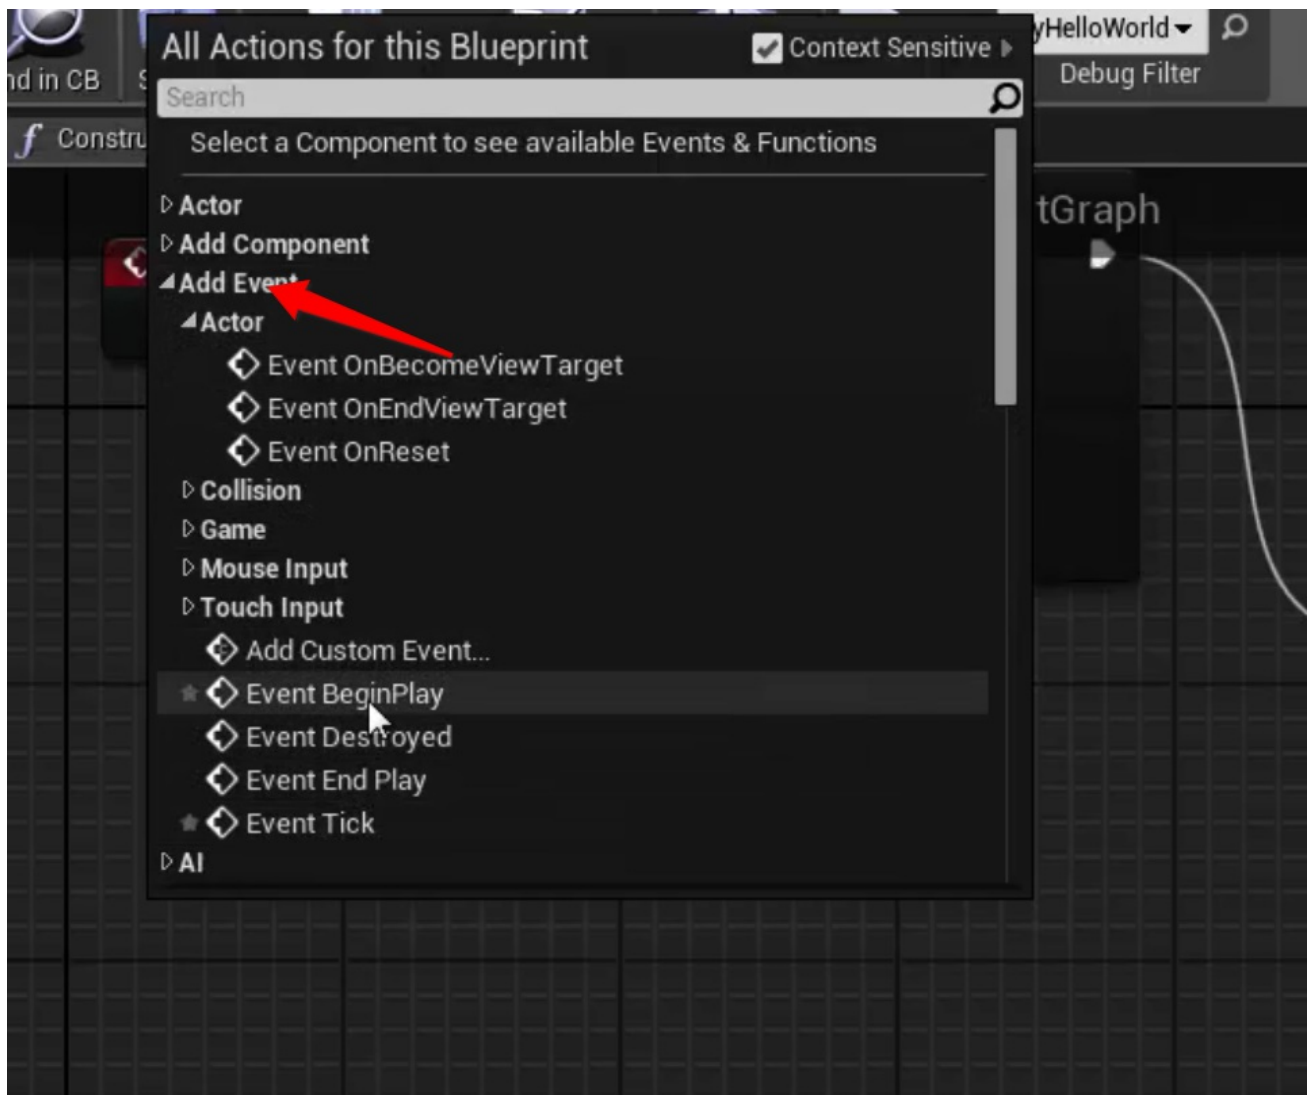 All Actions for this Blueprint
Context Sensitive
yHelloWorld
nd in CB
Debug Filter
Search
f Constru
Select a Component to see available Events & Functions
Actor
tGraph
Add Component
Add Event
Actor
Event OnBecomeViewTarget
Event OnEndViewTarget
Event OnReset
Collision
Game
Mouse Input
Touch Input
Add Custom Event...
Event BeginPlay
Event Destroyed
Event End Play
Event Tick
AI